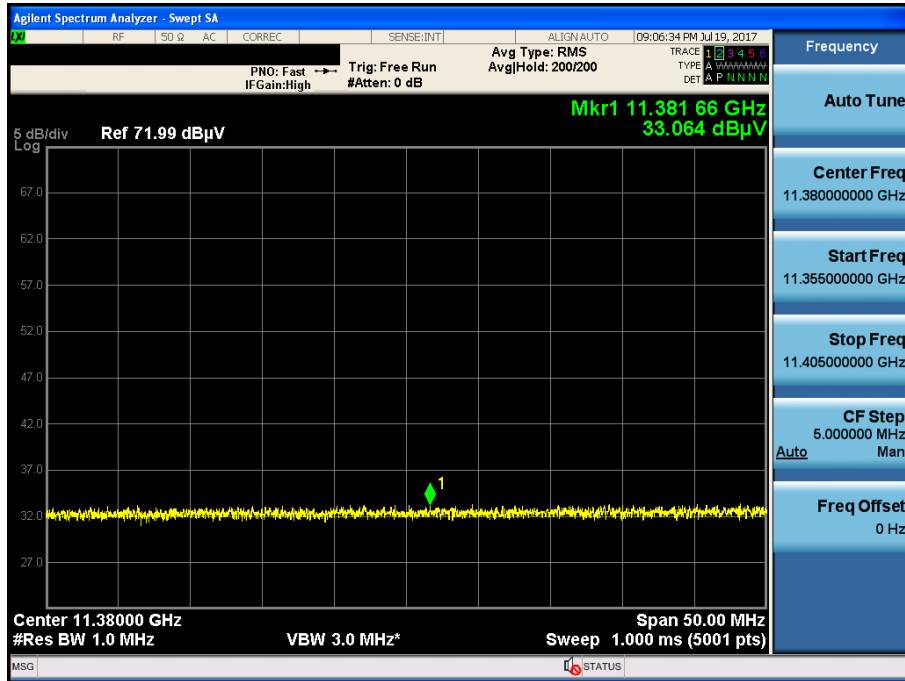 Agilent Spectrum Analyzer - Swept SA
LXI RF 50 Ω AC CORREC SENSE:INT ALIGN AUTO 09:06:34 PM Jul 19, 2017
PNO: Fast
IFGain:High
Trig: Free Run
#Atten: 0 dB
Avg Type: RMS
Avg|Hold: 200/200
TRACE 1 2 3 4 5 6
TYPE A WWWWW
DET A P N N N N
Mkr1 11.381 66 GHz
33.064 dBµV
5 dB/div Ref 71.99 dBµV
Log
67.0
62.0
57.0
52.0
47.0
42.0
37.0
32.0
27.0
1
Center 11.38000 GHz Span 50.00 MHz
#Res BW 1.0 MHz VBW 3.0 MHz* Sweep 1.000 ms (5001 pts)
MSG STATUS
Frequency
Auto Tune
Center Freq
11.380000000 GHz
Start Freq
11.355000000 GHz
Stop Freq
11.405000000 GHz
CF Step
5.000000 MHz
Auto Man
Freq Offset
0 Hz